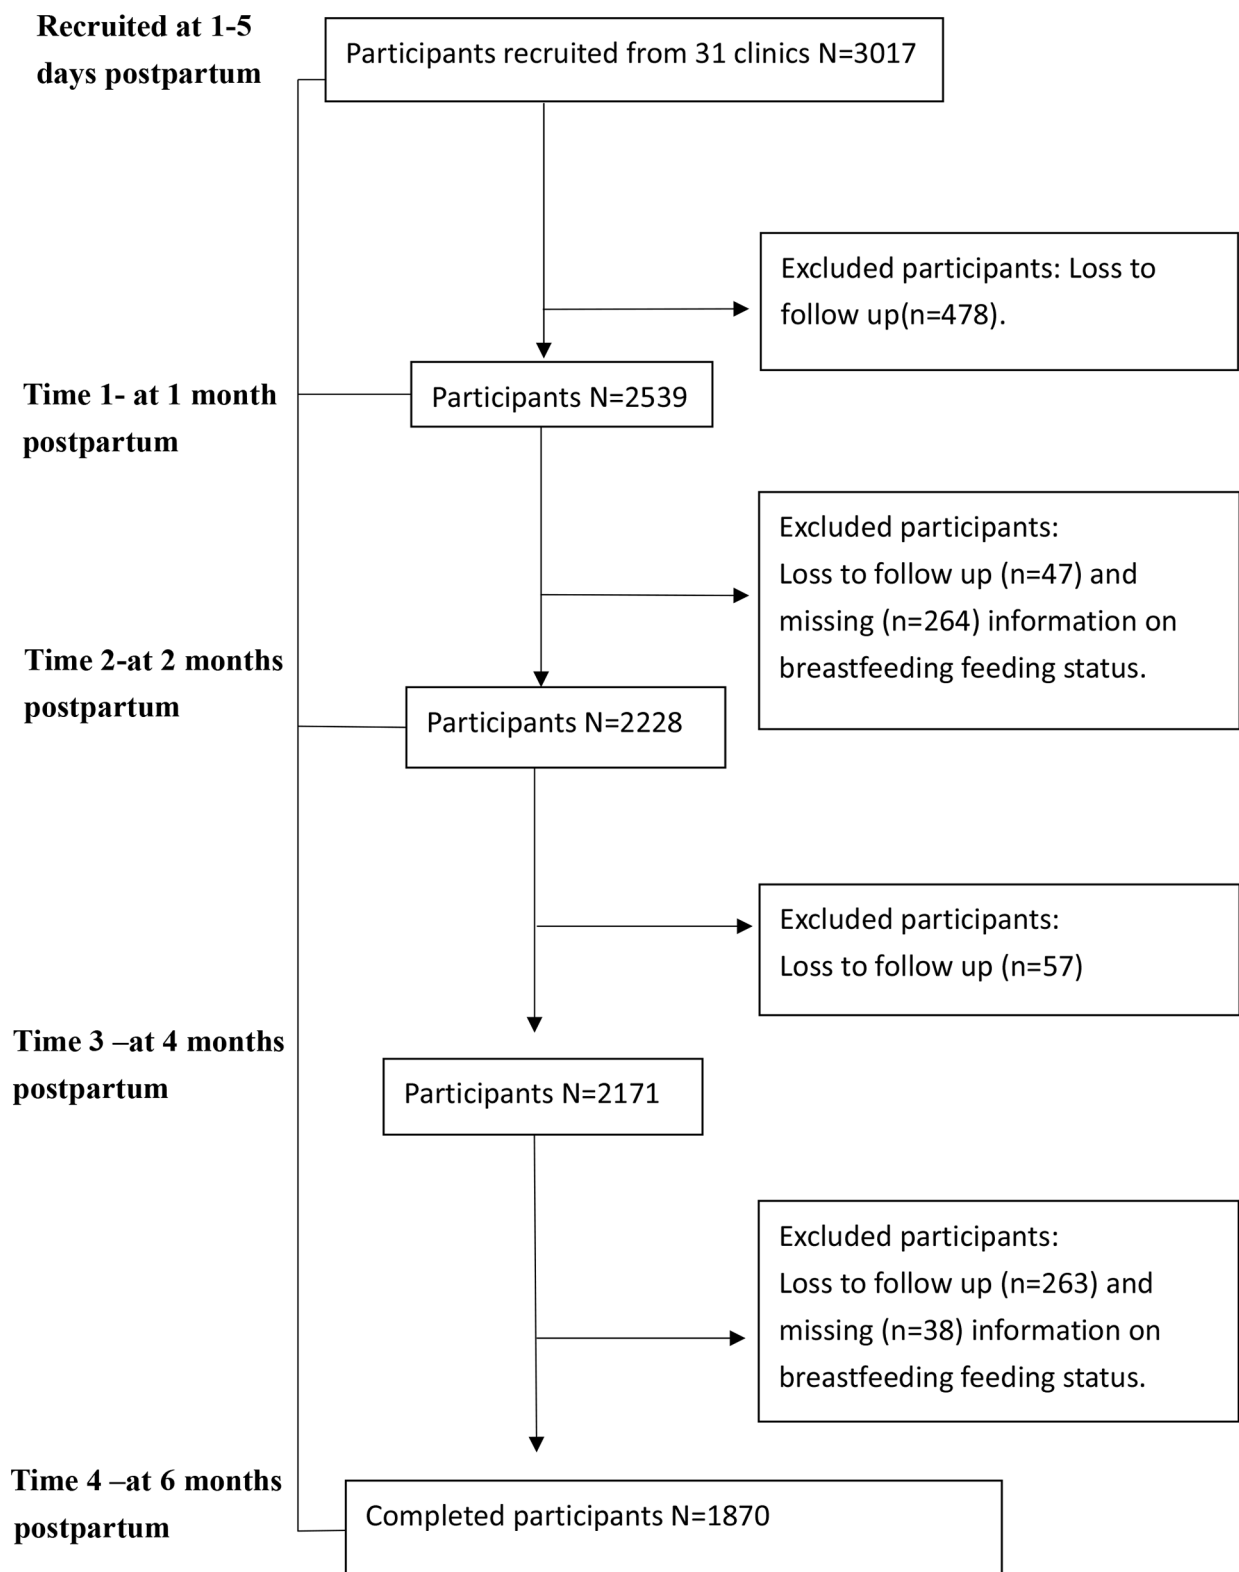 Recruited at 1-5
days postpartum
Participants recruited from 31 clinics N=3017
Excluded participants: Loss to
follow up(n=478).
Time 1- at 1 month
postpartum
Participants N=2539
Excluded participants:
Loss to follow up (n=47) and
missing (n=264) information on
breastfeeding feeding status.
Time 2-at 2 months
postpartum
Participants N=2228
Excluded participants:
Loss to follow up (n=57)
Time 3 –at 4 months
postpartum
Participants N=2171
Excluded participants:
Loss to follow up (n=263) and
missing (n=38) information on
breastfeeding feeding status.
Time 4 –at 6 months
postpartum
Completed participants N=1870